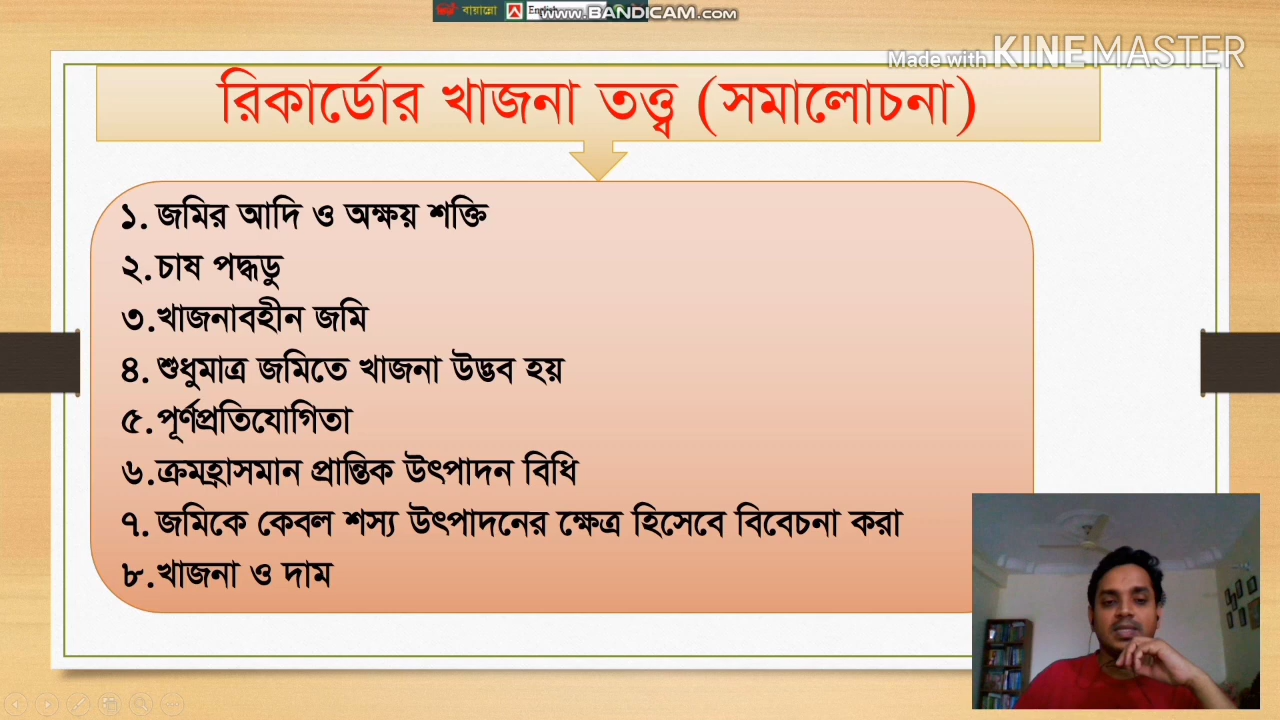 বায়ান্নো English
www.BANDICAM.com
Made with KINEMASTER
রিকার্ডোর খাজনা তত্ত্ব (সমালোচনা)
১. জমির আদি ও অক্ষয় শক্তি
২.চাষ পদ্ধডু
৩.খাজনাবহীন জমি
৪. শুধুমাত্র জমিতে খাজনা উদ্ভব হয়
৫.পূর্ণপ্রতিযোগিতা
৬.ক্রমহ্রাসমান প্রান্তিক উৎপাদন বিধি
৭. জমিকে কেবল শস্য উৎপাদনের ক্ষেত্র হিসেবে বিবেচনা করা
৮.খাজনা ও দাম